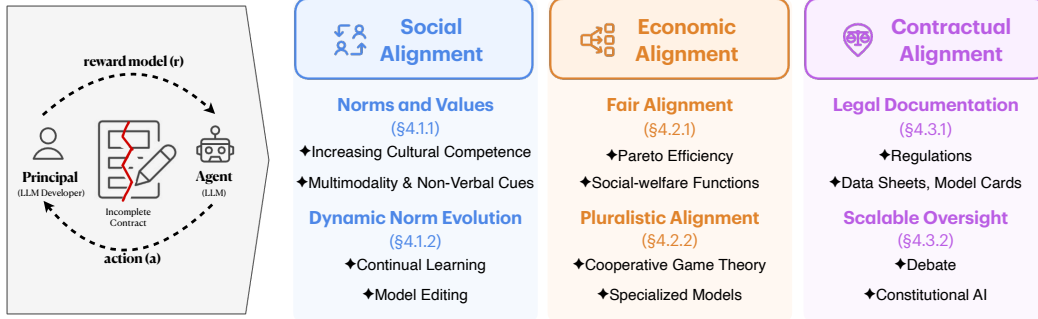 reward model (r)
Principal
(LLM Developer)
Agent
(LLM)
Incomplete
Contract
action (a)
Social
Alignment
Norms and Values
(§4.1.1)
✦Increasing Cultural Competence
✦Multimodality & Non-Verbal Cues
Dynamic Norm Evolution
(§4.1.2)
✦Continual Learning
✦Model Editing
Economic
Alignment
Fair Alignment
(§4.2.1)
✦Pareto Efficiency
✦Social-welfare Functions
Pluralistic Alignment
(§4.2.2)
✦Cooperative Game Theory
✦Specialized Models
Contractual
Alignment
Legal Documentation
(§4.3.1)
✦Regulations
✦Data Sheets, Model Cards
Scalable Oversight
(§4.3.2)
✦Debate
✦Constitutional AI